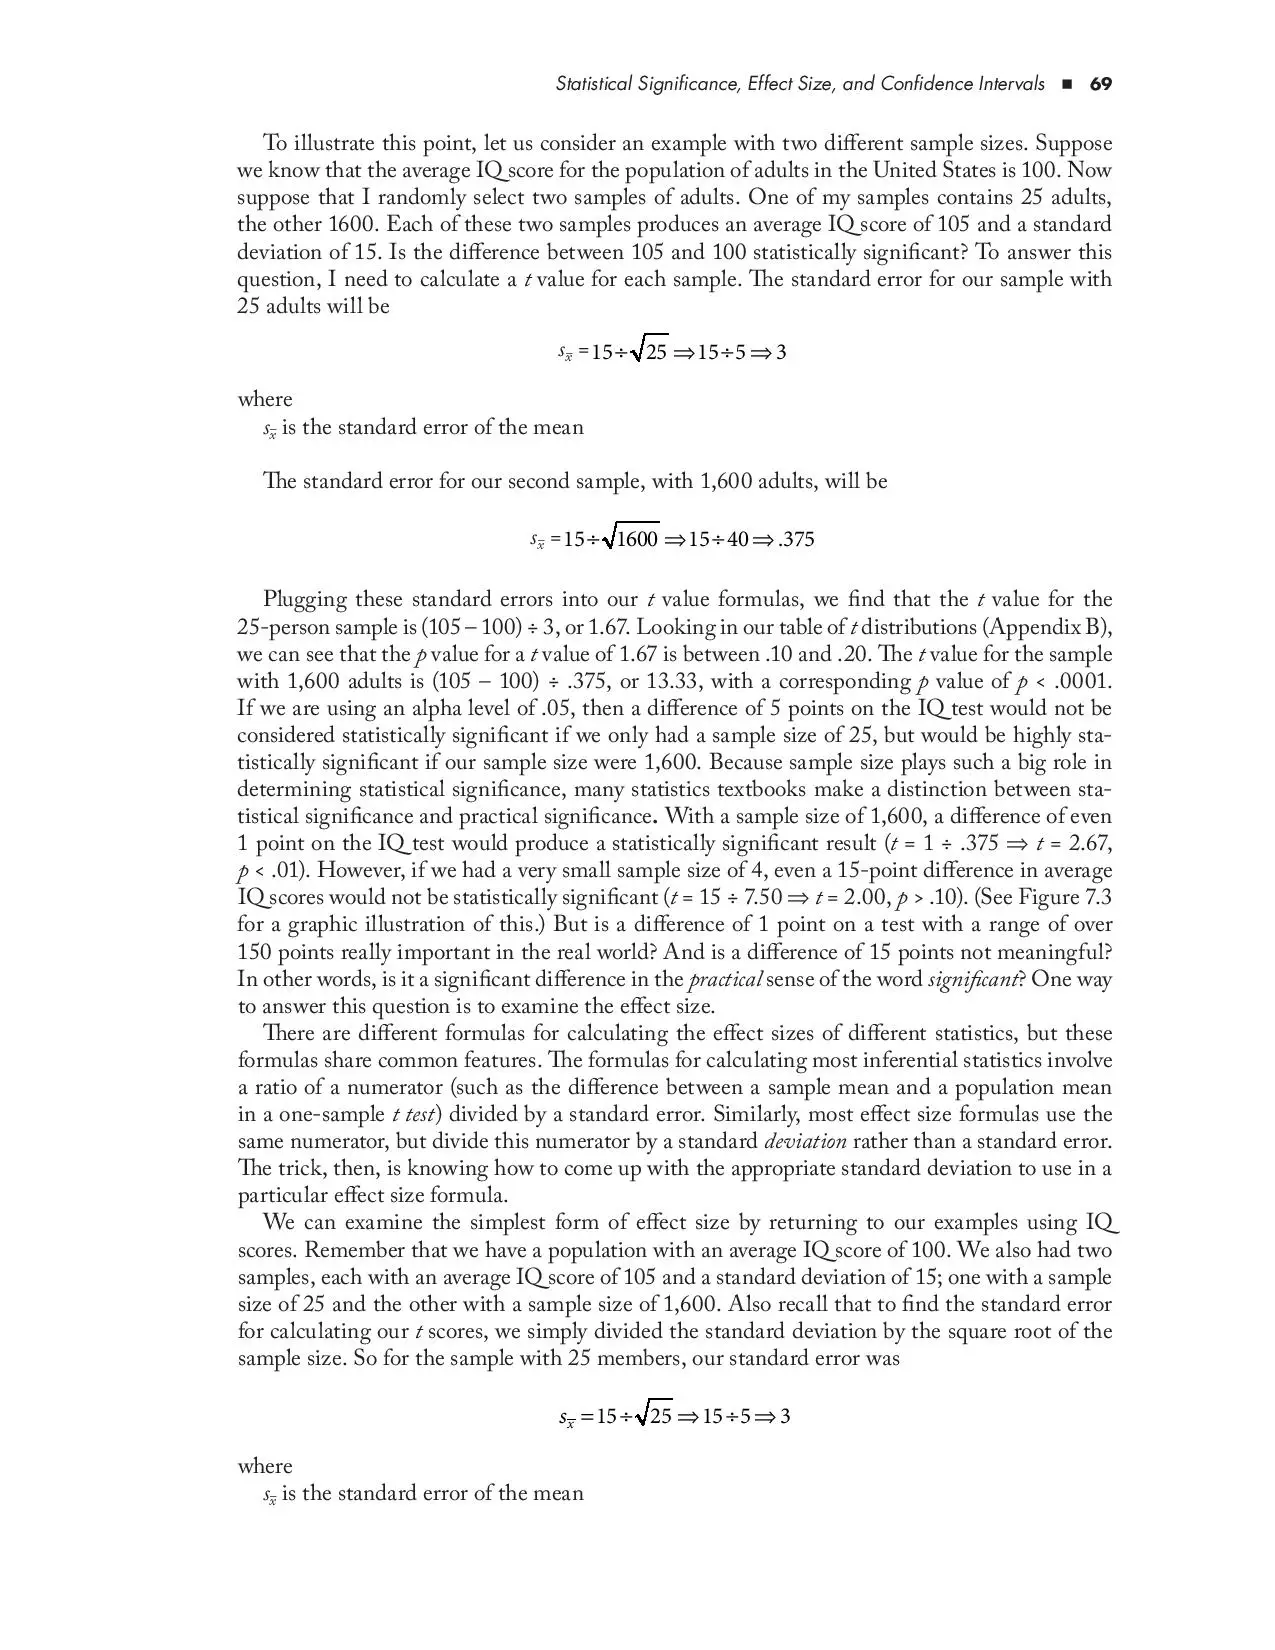 Statistical Significance, Effect Size, and Confidence Intervals ■ 69
To illustrate this point, let us consider an example with two different sample sizes. Suppose
we know that the average IQ score for the population of adults in the United States is 100. Now
suppose that I randomly select two samples of adults. One of my samples contains 25 adults,
the other 1600. Each of these two samples produces an average IQ score of 105 and a standard
deviation of 15. Is the difference between 105 and 100 statistically significant? To answer this
question, I need to calculate a t value for each sample. The standard error for our sample with
25 adults will be
s_x̄ = 15 ÷ √25 ⇒ 15 ÷ 5 ⇒ 3
where
s_x̄ is the standard error of the mean
The standard error for our second sample, with 1,600 adults, will be
s_x̄ = 15 ÷ √1600 ⇒ 15 ÷ 40 ⇒ .375
Plugging these standard errors into our t value formulas, we find that the t value for the
25-person sample is (105 – 100) ÷ 3, or 1.67. Looking in our table of t distributions (Appendix B),
we can see that the p value for a t value of 1.67 is between .10 and .20. The t value for the sample
with 1,600 adults is (105 – 100) ÷ .375, or 13.33, with a corresponding p value of p < .0001.
If we are using an alpha level of .05, then a difference of 5 points on the IQ test would not be
considered statistically significant if we only had a sample size of 25, but would be highly sta-
tistically significant if our sample size were 1,600. Because sample size plays such a big role in
determining statistical significance, many statistics textbooks make a distinction between sta-
tistical significance and practical significance. With a sample size of 1,600, a difference of even
1 point on the IQ test would produce a statistically significant result (t = 1 ÷ .375 ⇒ t = 2.67,
p < .01). However, if we had a very small sample size of 4, even a 15-point difference in average
IQ scores would not be statistically significant (t = 15 ÷ 7.50 ⇒ t = 2.00, p > .10). (See Figure 7.3
for a graphic illustration of this.) But is a difference of 1 point on a test with a range of over
150 points really important in the real world? And is a difference of 15 points not meaningful?
In other words, is it a significant difference in the practical sense of the word significant? One way
to answer this question is to examine the effect size.
There are different formulas for calculating the effect sizes of different statistics, but these
formulas share common features. The formulas for calculating most inferential statistics involve
a ratio of a numerator (such as the difference between a sample mean and a population mean
in a one-sample t test) divided by a standard error. Similarly, most effect size formulas use the
same numerator, but divide this numerator by a standard deviation rather than a standard error.
The trick, then, is knowing how to come up with the appropriate standard deviation to use in a
particular effect size formula.
We can examine the simplest form of effect size by returning to our examples using IQ
scores. Remember that we have a population with an average IQ score of 100. We also had two
samples, each with an average IQ score of 105 and a standard deviation of 15; one with a sample
size of 25 and the other with a sample size of 1,600. Also recall that to find the standard error
for calculating our t scores, we simply divided the standard deviation by the square root of the
sample size. So for the sample with 25 members, our standard error was
s_x̄ = 15 ÷ √25 ⇒ 15 ÷ 5 ⇒ 3
where
s_x̄ is the standard error of the mean